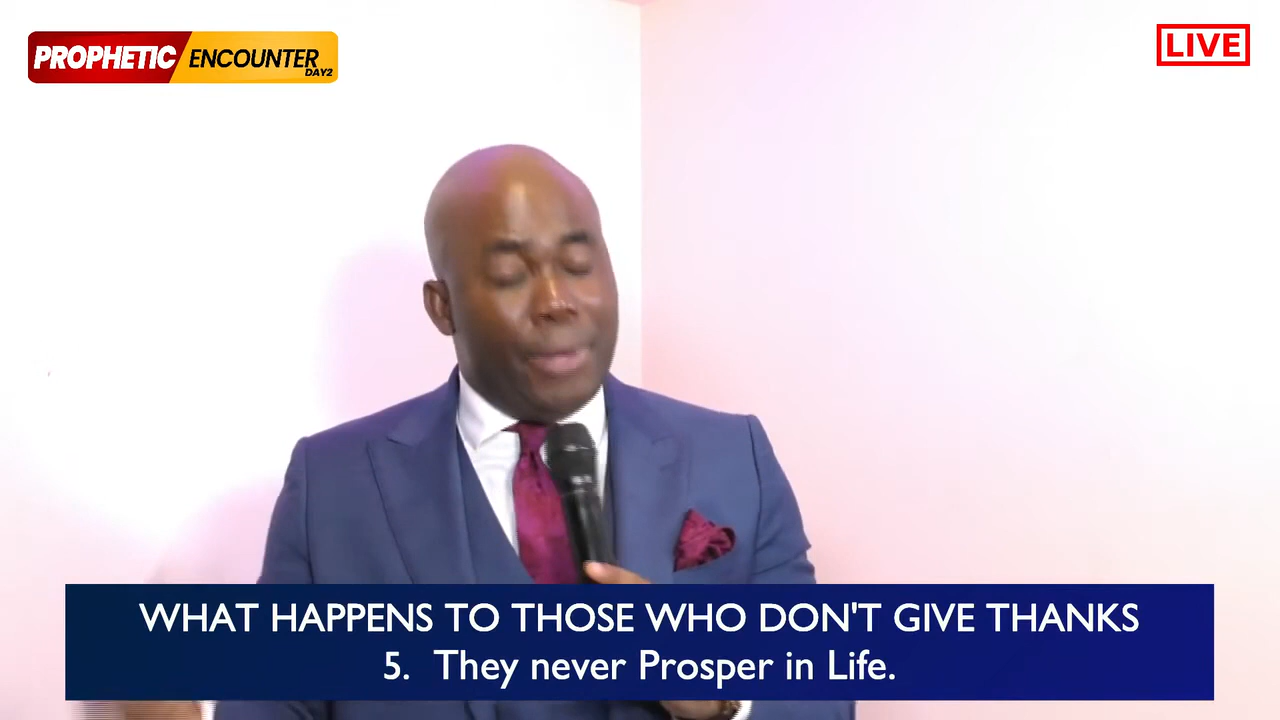 PROPHETIC ENCOUNTER
DAY2
LIVE
WHAT HAPPENS TO THOSE WHO DON'T GIVE THANKS
5. They never Prosper in Life.